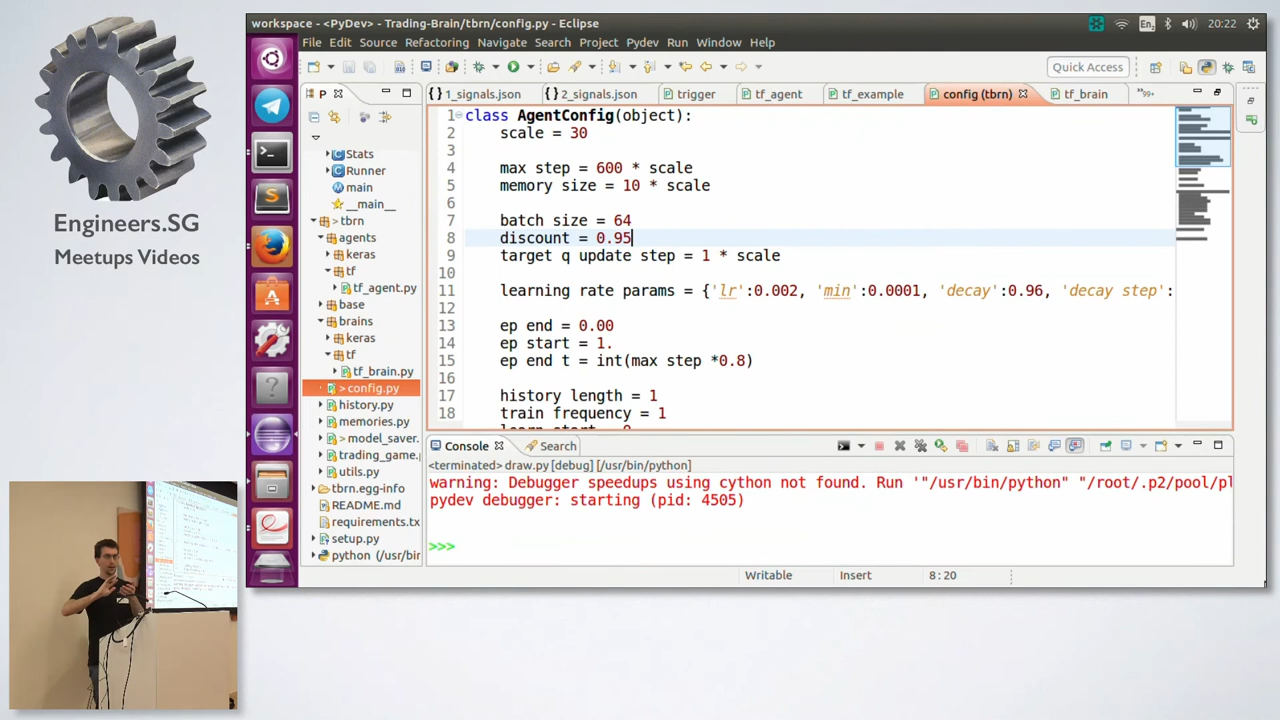 workspace - <PyDev> - Trading-Brain/tbrn/config.py - Eclipse
En
20:22
File Edit Source Refactoring Navigate Search Project Pydev Run Window Help
Quick Access
P
1_signals.json
2_signals.json
trigger
tf_agent
tf_example
config (tbrn)
tf_brain
99+
Stats
Runner
main
__main__
> tbrn
agents
keras
tf
tf_agent.py
base
brains
keras
tf
tf_brain.py
> config.py
history.py
memories.py
> model_saver.
trading_game.
utils.py
tbrn.egg-info
README.md
requirements.tx
setup.py
python (/usr/bin
1 class AgentConfig(object):
2 scale = 30
3
4 max step = 600 * scale
5 memory size = 10 * scale
6
7 batch size = 64
8 discount = 0.95
9 target q update step = 1 * scale
10
11 learning rate params = {'lr':0.002, 'min':0.0001, 'decay':0.96, 'decay step':
12
13 ep end = 0.00
14 ep start = 1.
15 ep end t = int(max step *0.8)
16
17 history length = 1
18 train frequency = 1
Console
Search
<terminated> draw.py [debug] [/usr/bin/python]
warning: Debugger speedups using cython not found. Run '"/usr/bin/python" "/root/.p2/pool/pl
pydev debugger: starting (pid: 4505)
>>>
Writable Insert 8:20
Engineers.SG
Meetups Videos